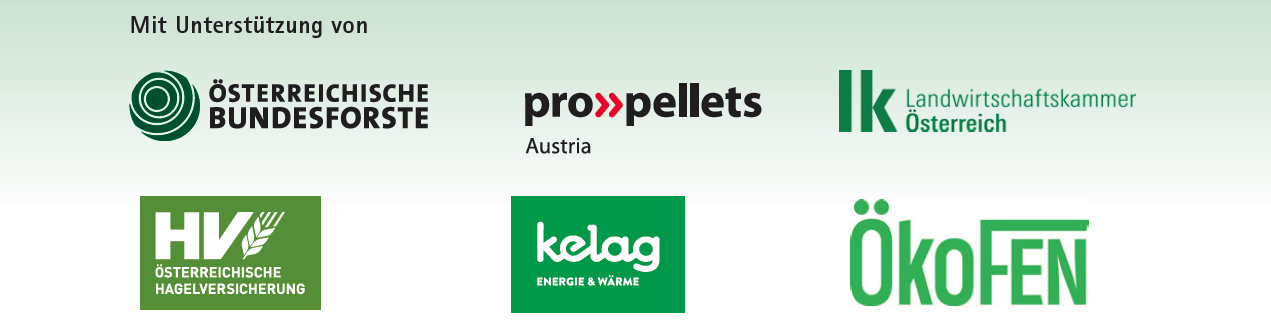 Mit Unterstützung von
ÖSTERREICHISCHE
BUNDESFORSTE
pro»pellets
Austria
lk Landwirtschaftskammer
Österreich
HV
ÖSTERREICHISCHE
HAGELVERSICHERUNG
kelag
ENERGIE & WÄRME
ÖkoFEN